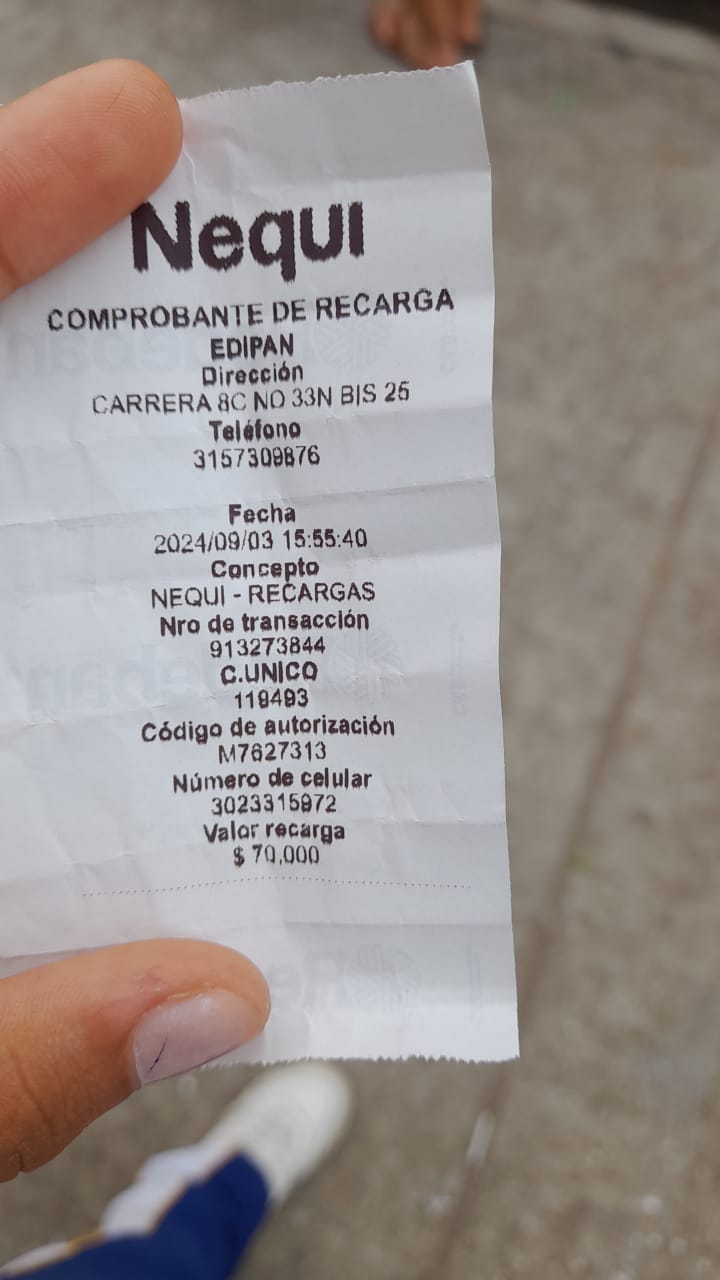 Nequi
COMPROBANTE DE RECARGA
EDIPAN
Dirección
CARRERA 8C NO 33N BIS 25
Teléfono
3157309876
Fecha
2024/09/03 15:55:40
Concepto
NEQUI - RECARGAS
Nro de transacción
913273844
C.UNICO
119493
Código de autorización
M7627313
Número de celular
3023315972
Valor recarga
$ 70,000